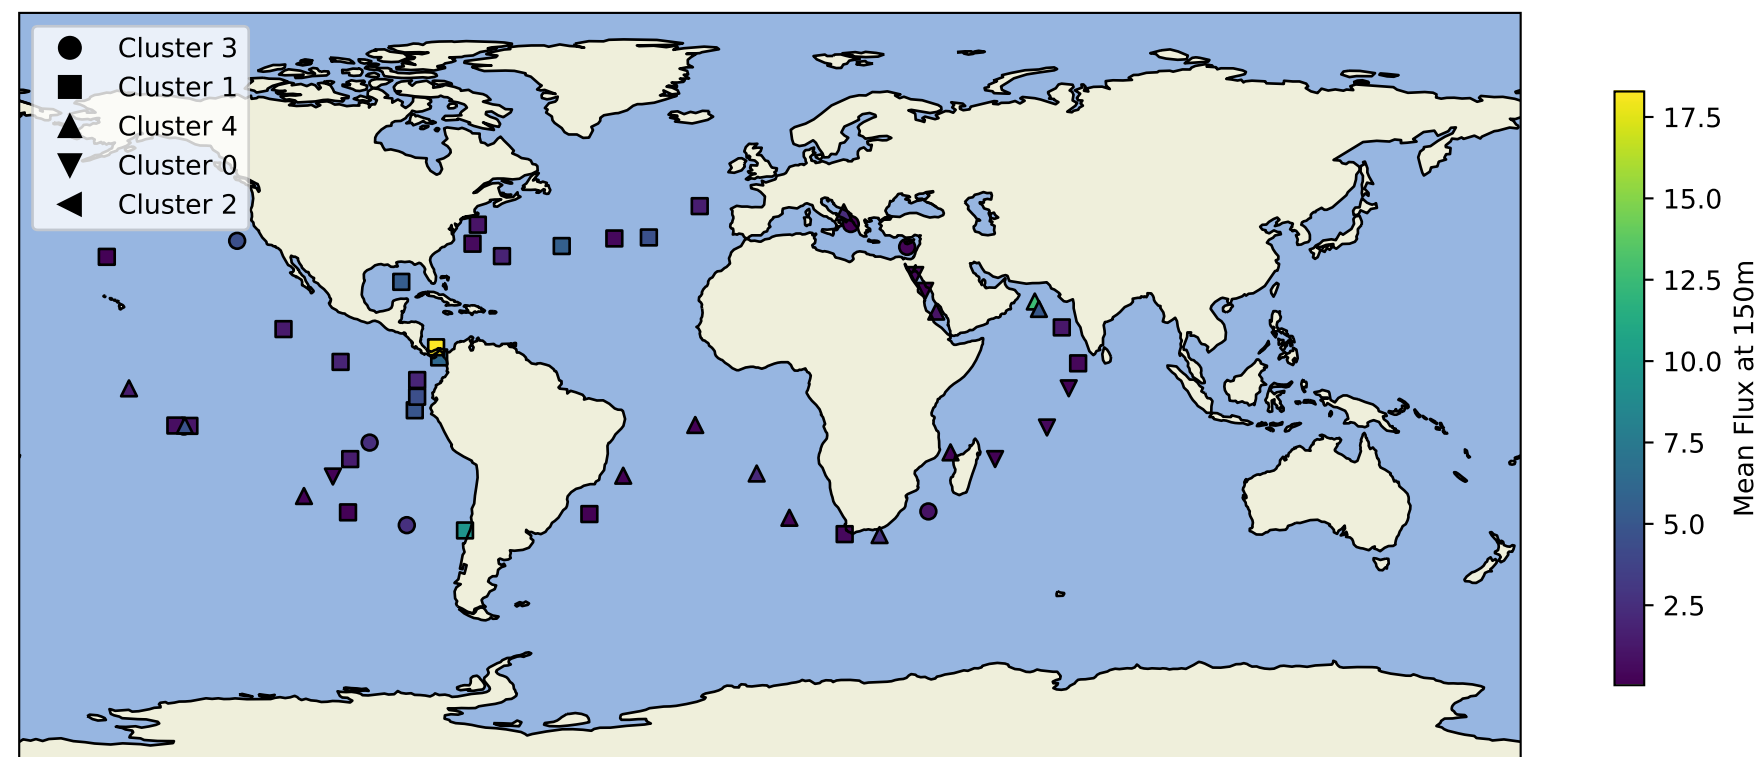 Cluster 3
Cluster 1
Cluster 4
Cluster 0
Cluster 2
17.5
15.0
12.5
10.0
7.5
5.0
2.5
Mean Flux at 150m